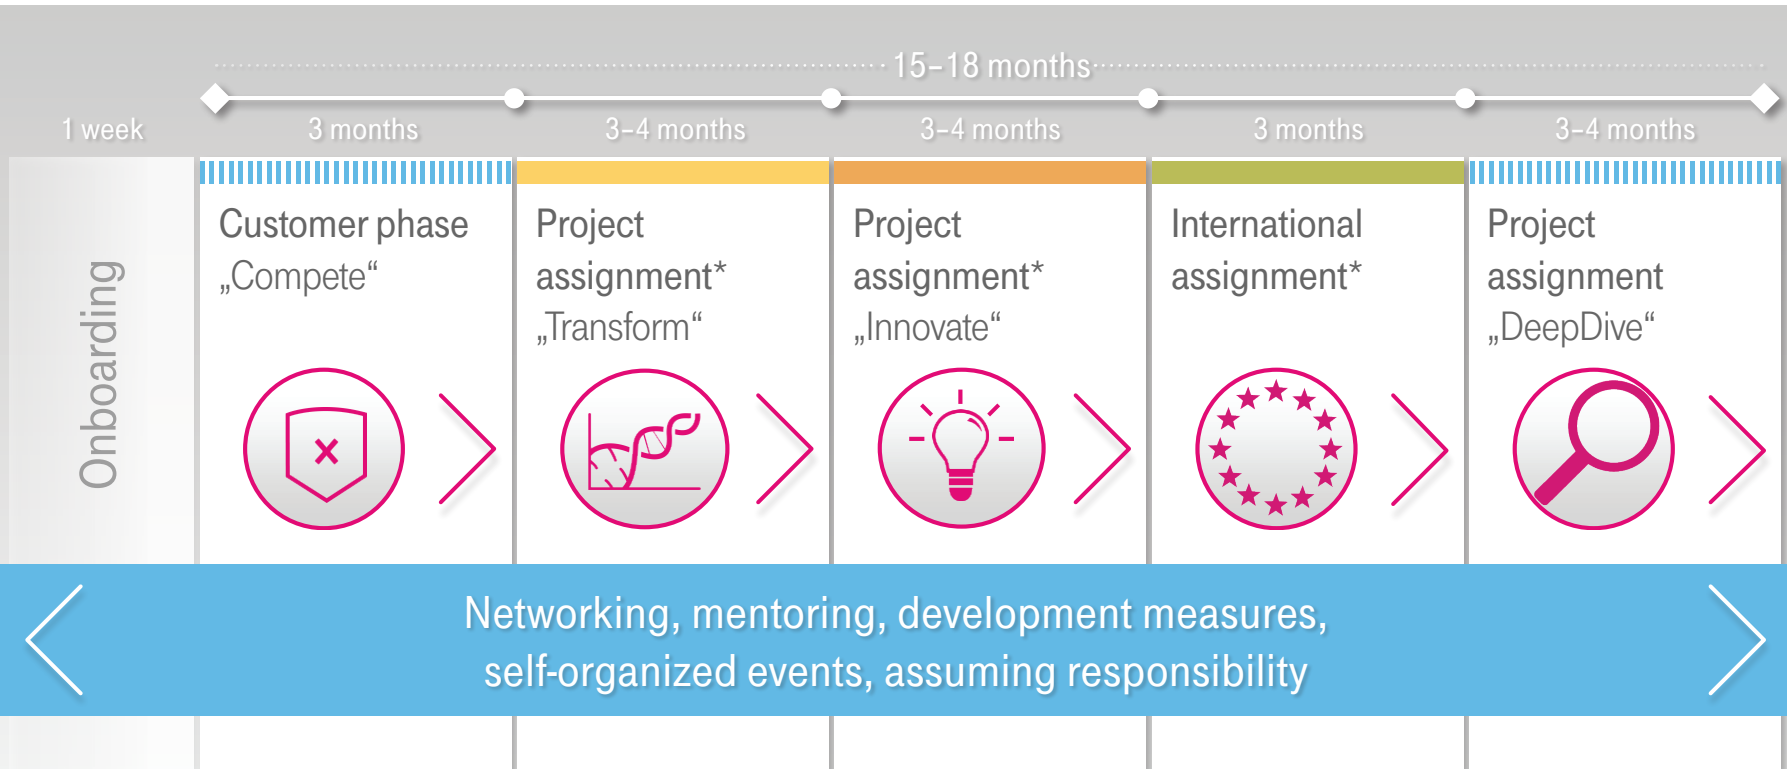 15–18 months
1 week
3 months
3–4 months
3–4 months
3 months
3–4 months
Onboarding
Customer phase
„Compete“
Project
assignment*
„Transform“
Project
assignment*
„Innovate“
International
assignment*
Project
assignment
„DeepDive“
Networking, mentoring, development measures,
self-organized events, assuming responsibility